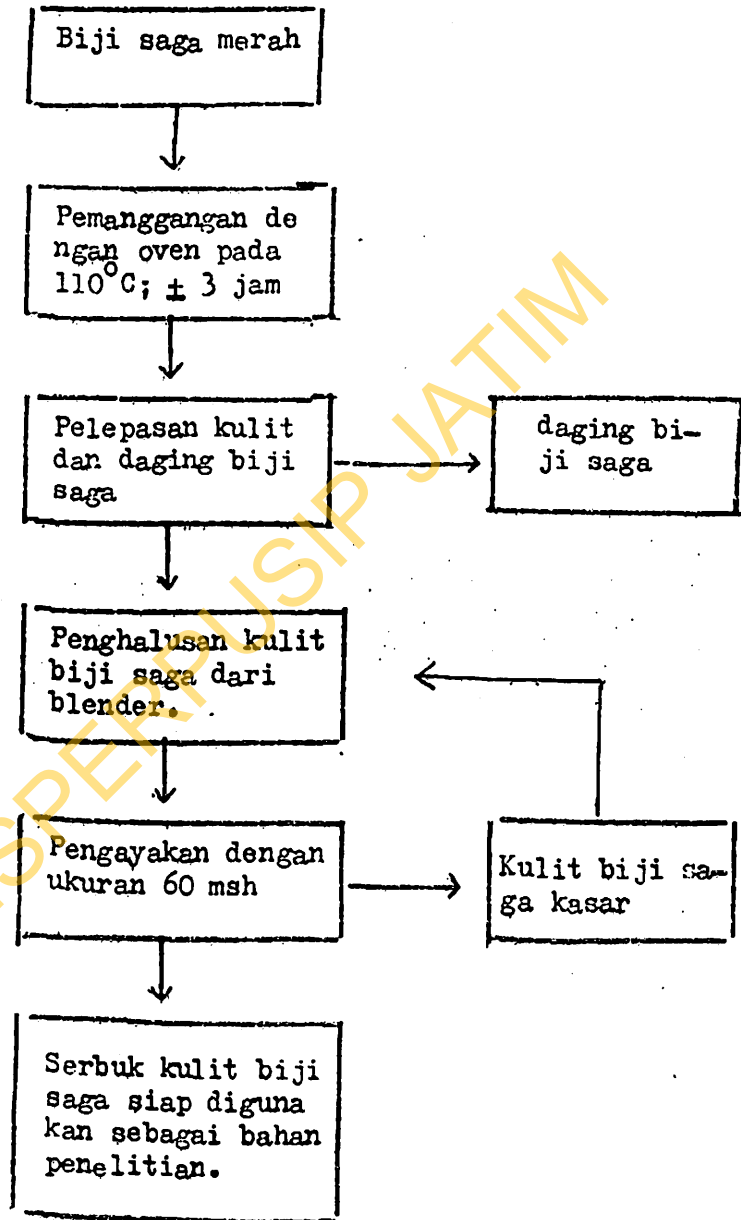 Biji saga merah
Pemanggangan de
ngan oven pada
110°C; ± 3 jam
Pelepasan kulit
dan daging biji
saga
daging bi-
ji saga
Penghalusan kulit
biji saga dari
blender.
Pengayakan dengan
ukuran 60 msh
Kulit biji sa-
ga kasar
Serbuk kulit biji
saga siap diguna
kan sebagai bahan
penelitian.
SPERPUSIP JATIM